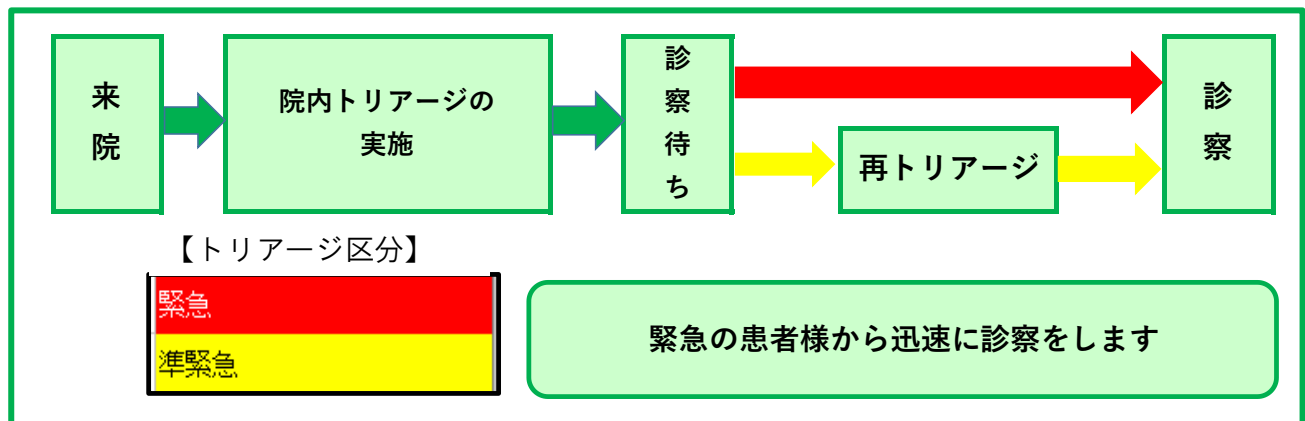 来院
院内トリアージの
実施
診察待ち
再トリアージ
診察
【トリアージ区分】
緊急
準緊急
緊急の患者様から迅速に診察をします